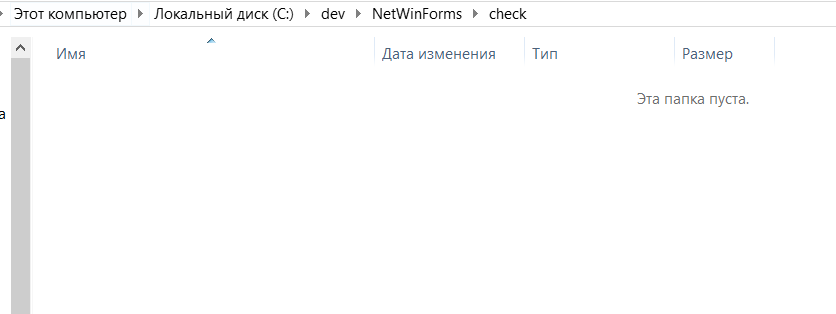 Этот компьютер Локальный диск (C:) dev NetWinForms check
Имя Дата изменения Тип Размер
Эта папка пуста.
а